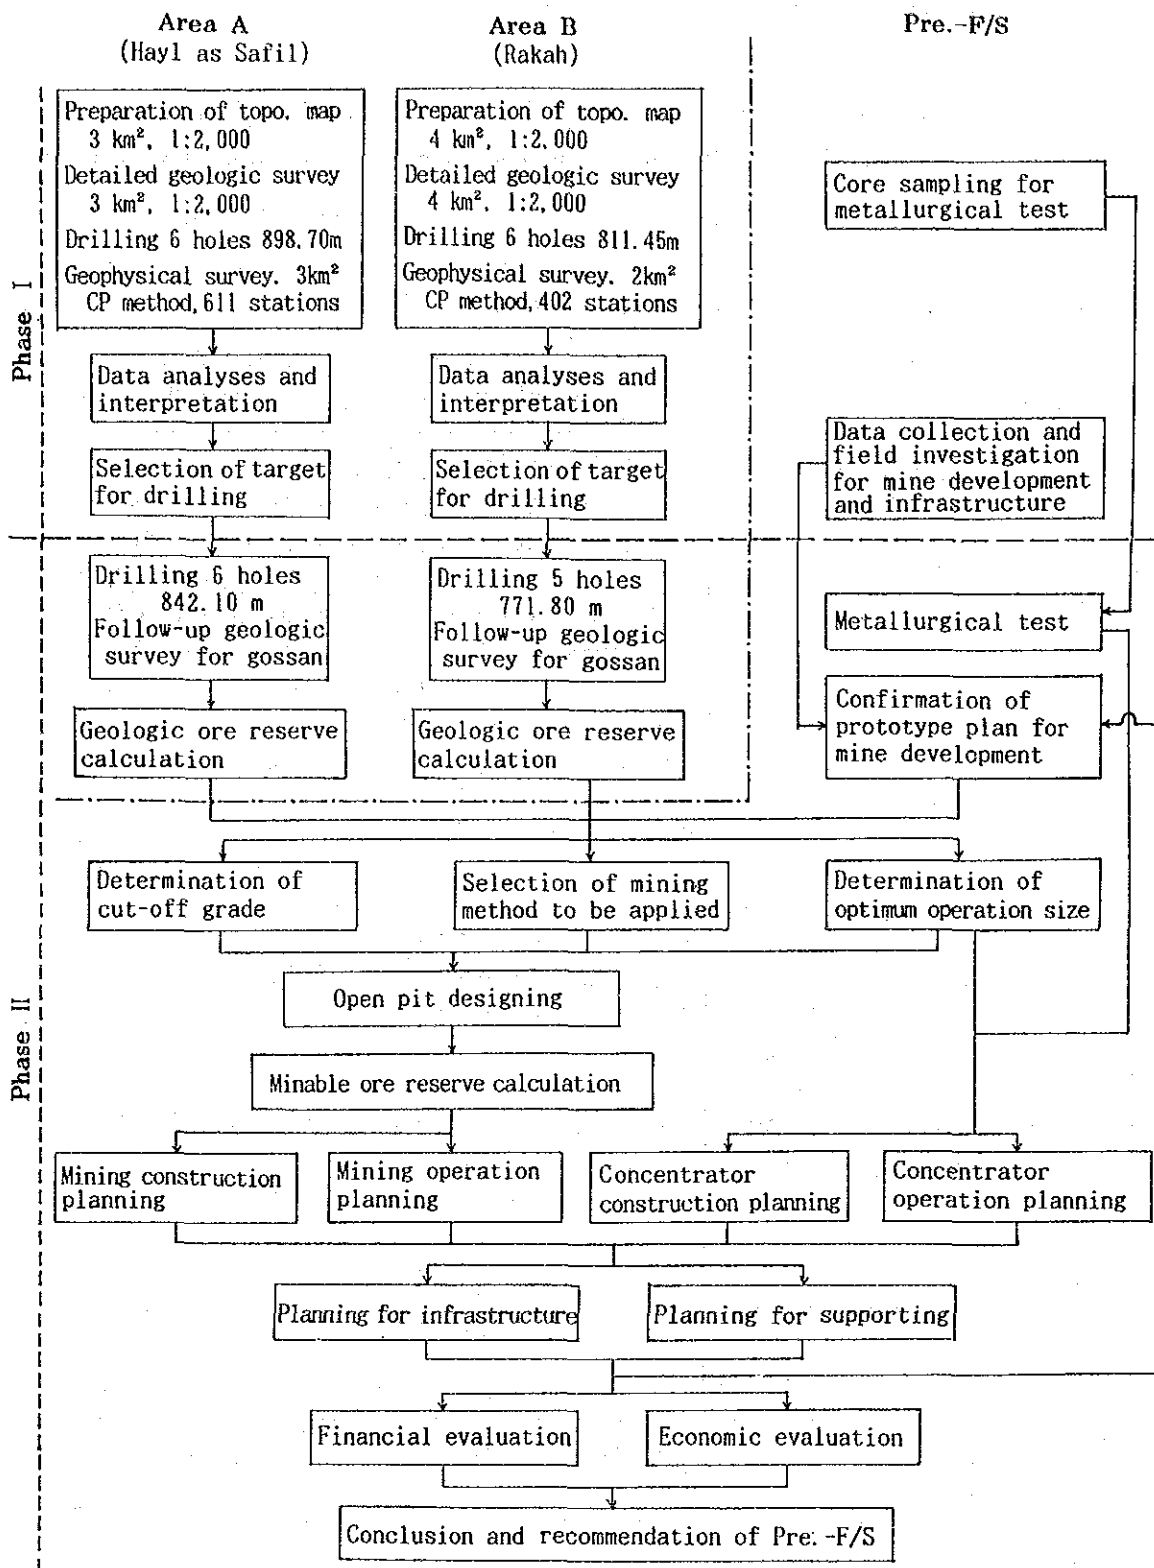 Area A
(Hayl as Safil)
Area B
(Rakah)
Pre.-F/S
Phase I
Preparation of topo. map
3 km², 1:2,000
Detailed geologic survey
3 km², 1:2,000
Drilling 6 holes 898.70m
Geophysical survey. 3km²
CP method, 611 stations
Preparation of topo. map
4 km², 1:2,000
Detailed geologic survey
4 km², 1:2,000
Drilling 6 holes 811.45m
Geophysical survey. 2km²
CP method, 402 stations
Core sampling for
metallurgical test
Data analyses and
interpretation
Data analyses and
interpretation
Selection of target
for drilling
Selection of target
for drilling
Data collection and
field investigation
for mine development
and infrastructure
Phase II
Drilling 6 holes
842.10 m
Follow-up geologic
survey for gossan
Drilling 5 holes
771.80 m
Follow-up geologic
survey for gossan
Metallurgical test
Geologic ore reserve
calculation
Geologic ore reserve
calculation
Confirmation of
prototype plan for
mine development
Determination of
cut-off grade
Selection of mining
method to be applied
Determination of
optimum operation size
Open pit designing
Minable ore reserve calculation
Mining construction
planning
Mining operation
planning
Concentrator
construction planning
Concentrator
operation planning
Planning for infrastructure
Planning for supporting
Financial evaluation
Economic evaluation
Conclusion and recommendation of Pre.-F/S